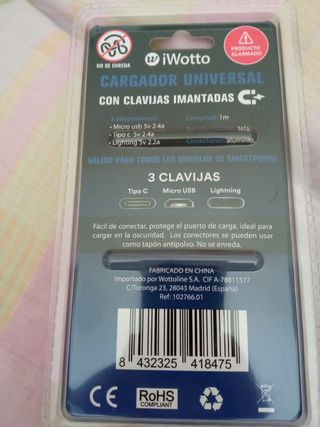 NO SE ENREDA
iWotto
PRODUCTO
ALARMADO
CARGADOR UNIVERSAL
CON CLAVIJAS IMANTADAS
3 adaptadores:
• Micro usb 5v 2.4a
• Tipo c 5v 2.4a
• Lighting 5v 2.2a
Longitud 1m
tela.
Conectores aluminio
VÁLIDO PARA TODOS LOS MODELOS DE SMARTPHONE
3 CLAVIJAS
Tipo C Micro USB Lightning
Fácil de conectar, protege el puerto de carga, ideal para
cargar en la oscuridad. Los conectores se pueden usar
como tapón antipolvo. No se enreda.
FABRICADO EN CHINA
Importado por Wottoline S.A. CIF A-78811577
C/Toronga 23, 28043 Madrid (España)
Ref: 102766.01
8 432325 418475
CE
RoHS
COMPLIANT